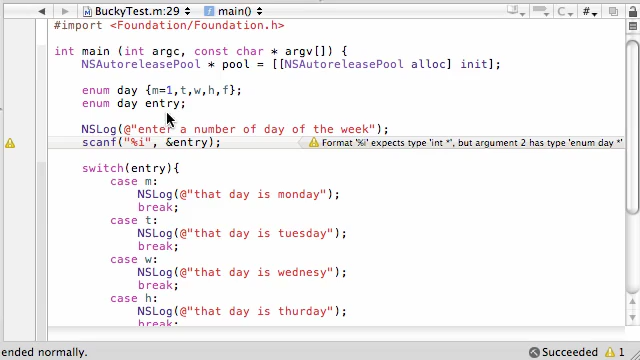 BuckyTest.m:29 main() C #
#import <Foundation/Foundation.h>
int main (int argc, const char * argv[]) {
NSAutoreleasePool * pool = [[NSAutoreleasePool alloc] init];
enum day {m=1,t,w,h,f};
enum day entry;
NSLog(@"enter a number of day of the week");
scanf("%i", &entry); Format '%i' expects type 'int *', but argument 2 has type 'enum day *'
switch(entry){
case m:
NSLog(@"that day is monday");
break;
case t:
NSLog(@"that day is tuesday");
break;
case w:
NSLog(@"that day is wednesy");
break;
case h:
NSLog(@"that day is thurday");
break;
ended normally. Succeeded 1